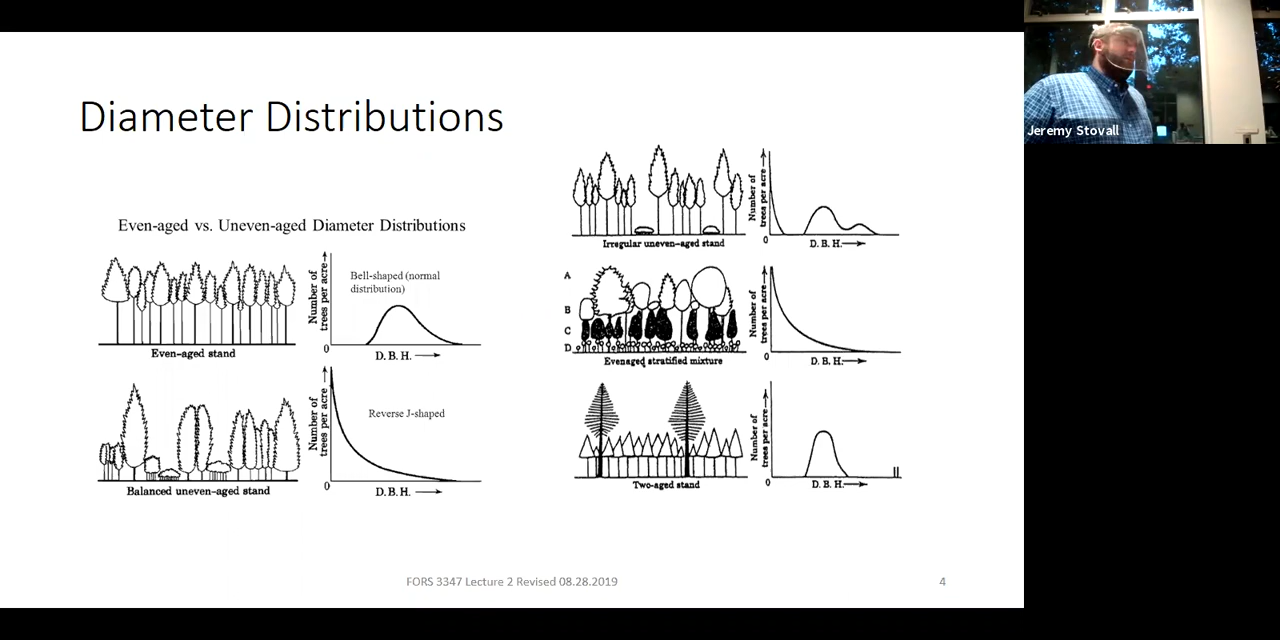 Diameter Distributions
Even-aged vs. Uneven-aged Diameter Distributions
Number of
trees per acre
Bell-shaped (normal
distribution)
0
D. B. H.
Even-aged stand
Number of
trees per acre
Reverse J-shaped
0
D. B. H.
Balanced uneven-aged stand
Number of
trees per acre
0
D. B. H.
Irregular uneven-aged stand
A
B
C
D
Number of
trees per acre
0
D. B. H.
Evenaged stratified mixture
Number of
trees per acre
0
D. B. H.
Two-aged stand
FORS 3347 Lecture 2 Revised 08.28.2019
4
Jeremy Stovall